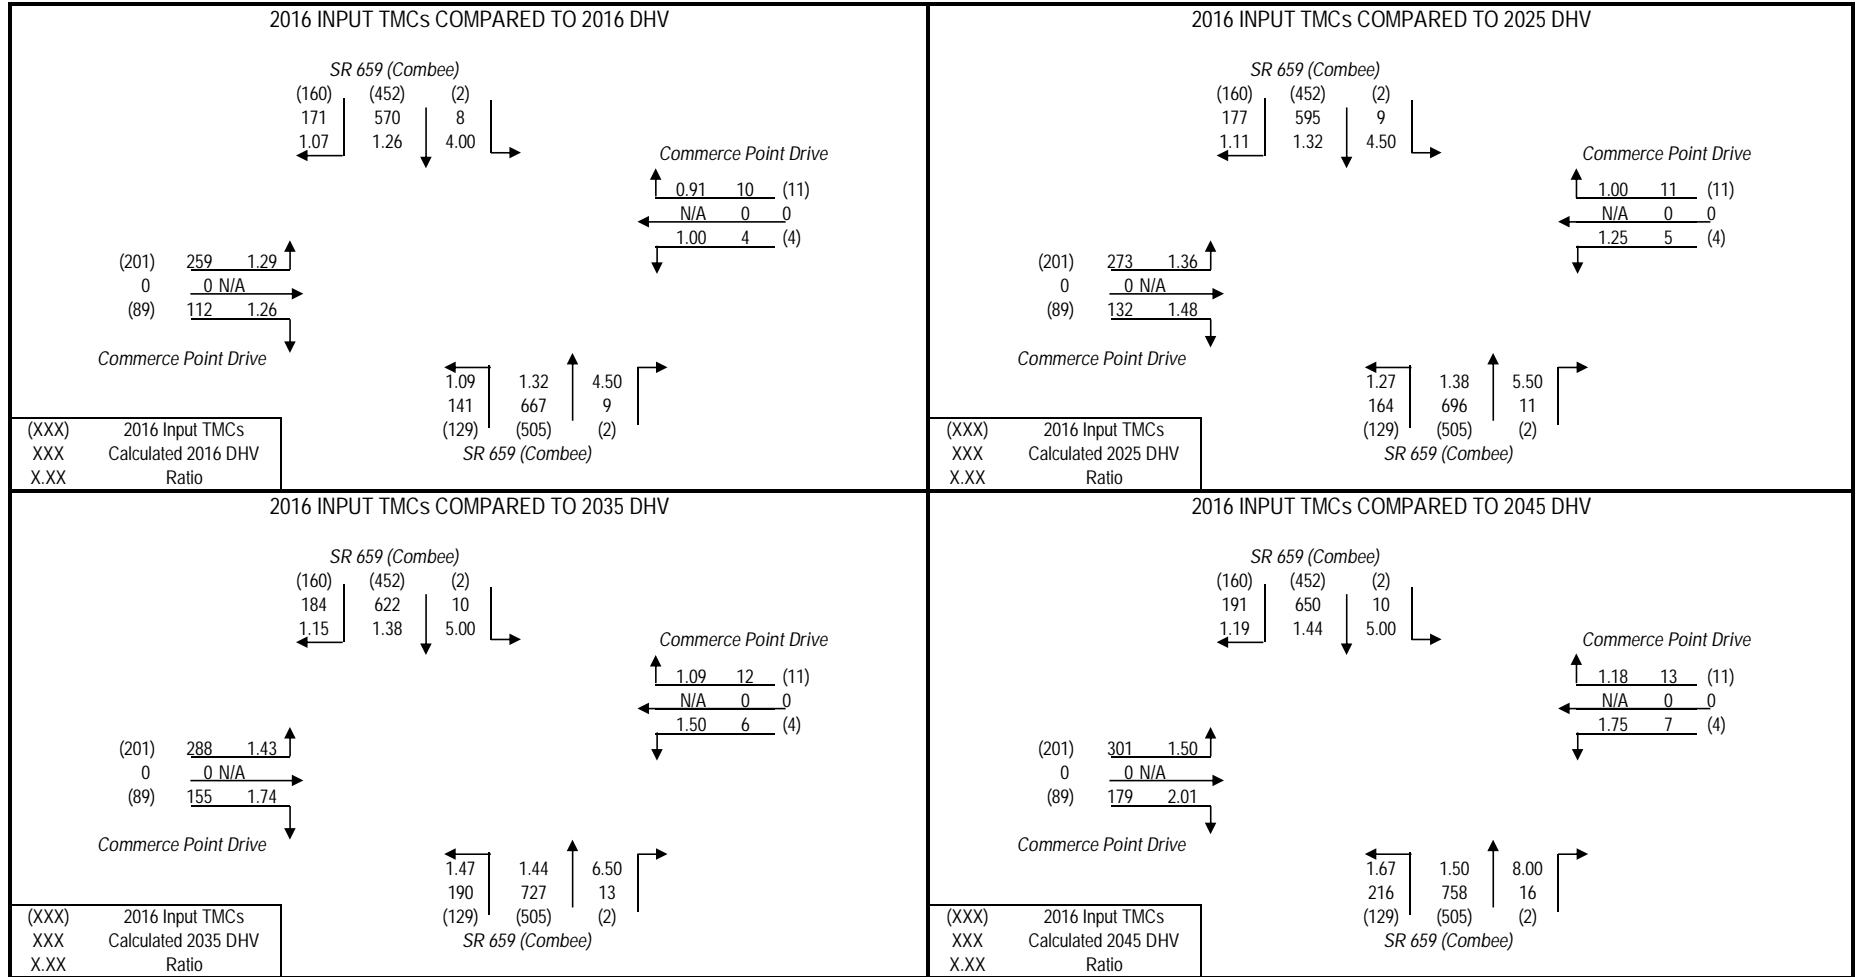 2016 INPUT TMCs COMPARED TO 2016 DHV
SR 659 (Combee)
(160) (452) (2)
171 570 8
1.07 1.26 4.00
Commerce Point Drive
0.91 10 (11)
N/A 0 0
1.00 4 (4)
(201) 259 1.29
0 0 N/A
(89) 112 1.26
Commerce Point Drive
1.09 1.32 4.50
141 667 9
(129) (505) (2)
SR 659 (Combee)
(XXX) 2016 Input TMCs
XXX Calculated 2016 DHV
X.XX Ratio
2016 INPUT TMCs COMPARED TO 2025 DHV
SR 659 (Combee)
(160) (452) (2)
177 595 9
1.11 1.32 4.50
Commerce Point Drive
1.00 11 (11)
N/A 0 0
1.25 5 (4)
(201) 273 1.36
0 0 N/A
(89) 132 1.48
Commerce Point Drive
1.27 1.38 5.50
164 696 11
(129) (505) (2)
SR 659 (Combee)
(XXX) 2016 Input TMCs
XXX Calculated 2025 DHV
X.XX Ratio
2016 INPUT TMCs COMPARED TO 2035 DHV
SR 659 (Combee)
(160) (452) (2)
184 622 10
1.15 1.38 5.00
Commerce Point Drive
1.09 12 (11)
N/A 0 0
1.50 6 (4)
(201) 288 1.43
0 0 N/A
(89) 155 1.74
Commerce Point Drive
1.47 1.44 6.50
190 727 13
(129) (505) (2)
SR 659 (Combee)
(XXX) 2016 Input TMCs
XXX Calculated 2035 DHV
X.XX Ratio
2016 INPUT TMCs COMPARED TO 2045 DHV
SR 659 (Combee)
(160) (452) (2)
191 650 10
1.19 1.44 5.00
Commerce Point Drive
1.18 13 (11)
N/A 0 0
1.75 7 (4)
(201) 301 1.50
0 0 N/A
(89) 179 2.01
Commerce Point Drive
1.67 1.50 8.00
216 758 16
(129) (505) (2)
SR 659 (Combee)
(XXX) 2016 Input TMCs
XXX Calculated 2045 DHV
X.XX Ratio